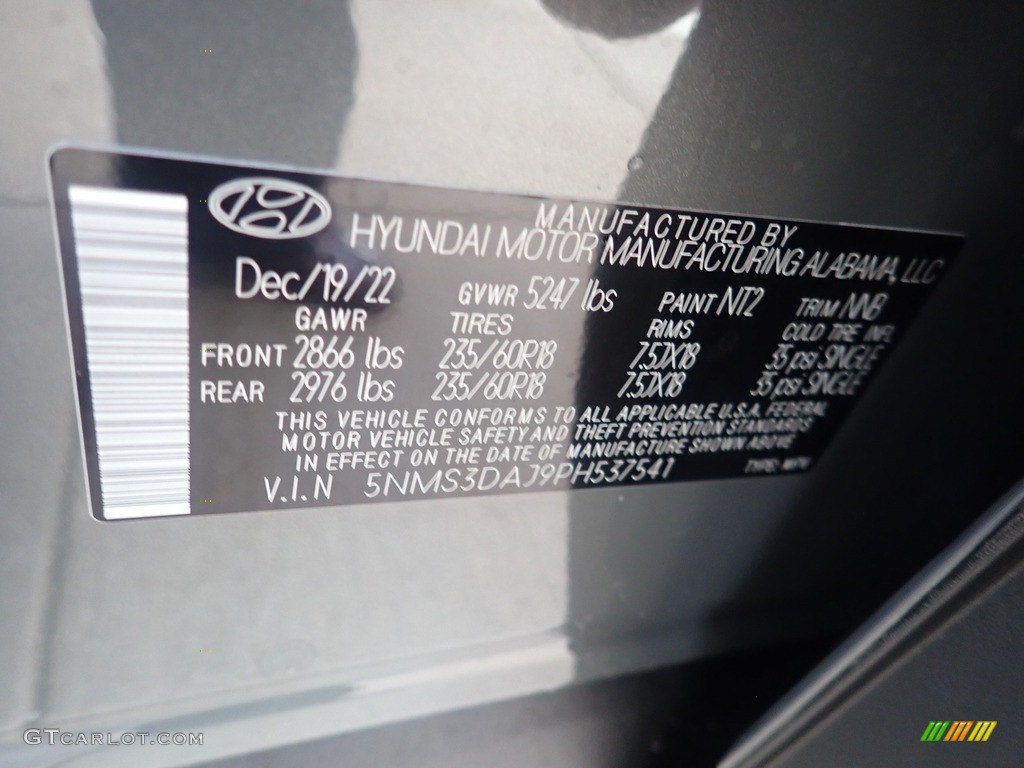 MANUFACTURED BY
HYUNDAI MOTOR MANUFACTURING ALABAMA, LLC
Dec/19/22 GVWR 5247 lbs PAINT NT2 TRIM NNB
GAWR TIRES RIMS COLD TIRE INFL
FRONT 2866 lbs 235/60R18 7.5JX18 35 psi SINGLE
REAR 2976 lbs 235/60R18 7.5JX18 35 psi SINGLE
THIS VEHICLE CONFORMS TO ALL APPLICABLE U.S.A. FEDERAL
MOTOR VEHICLE SAFETY AND THEFT PREVENTION STANDARDS
IN EFFECT ON THE DATE OF MANUFACTURE SHOWN ABOVE
V.I.N 5NMS3DAJ9PH537541 TYPE: MPV
GTCARLOT.COM